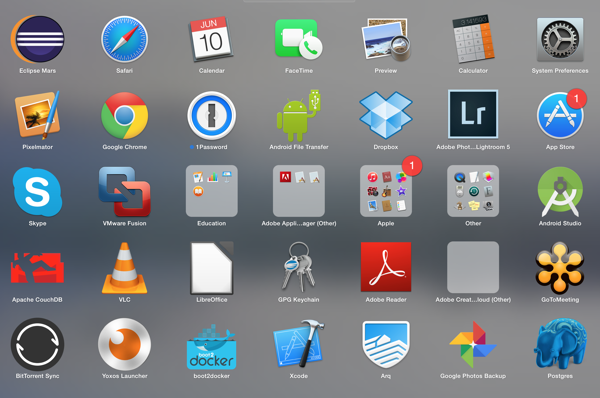 JUN
10
Eclipse Mars
Safari
Calendar
FaceTime
Preview
Calculator
System Preferences
Lr
1
Pixelmator
Google Chrome
1Password
Android File Transfer
Dropbox
Adobe Phot...Lightroom 5
App Store
1
Skype
VMware Fusion
Education
Adobe Appli...ager (Other)
Apple
Other
Android Studio
Apache CouchDB
VLC
LibreOffice
GPG Keychain
Adobe Reader
Adobe Creat...loud (Other)
GoToMeeting
boot2
docker
BitTorrent Sync
Yoxos Launcher
boot2docker
Xcode
Arq
Google Photos Backup
Postgres